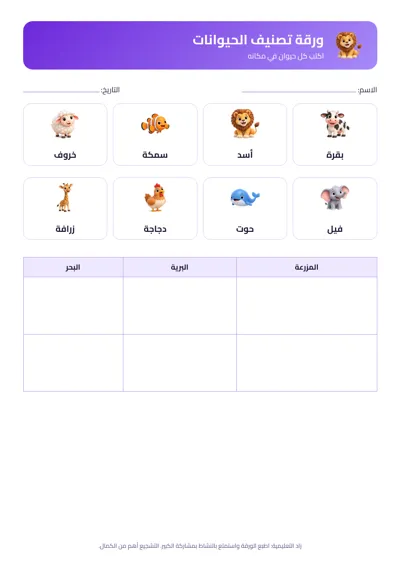 ورقة تصنيف الحيوانات
اكتب كل حيوان في مكانه
الاسم: التاريخ:
بقرة أسد سمكة خروف
فيل حوت دجاجة زرافة
المزرعة البرية البحر
زاد التعليمية: اطبع الورقة واستمتع بالنشاط بمشاركة الكبير. التشجيع أهم من الكمال.